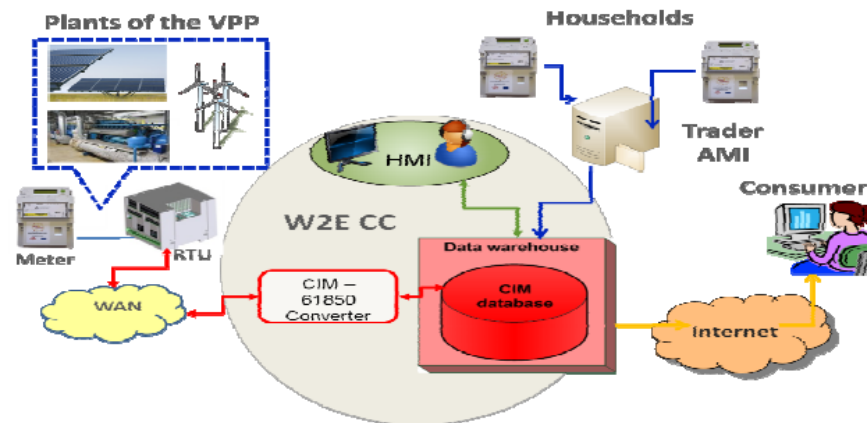 Plants of the VPP
Households
HMI
Trader
AMI
Consumer
W2E CC
Meter
RTU
Data warehouse
WAN
CIM –
61850
Converter
CIM
database
Internet